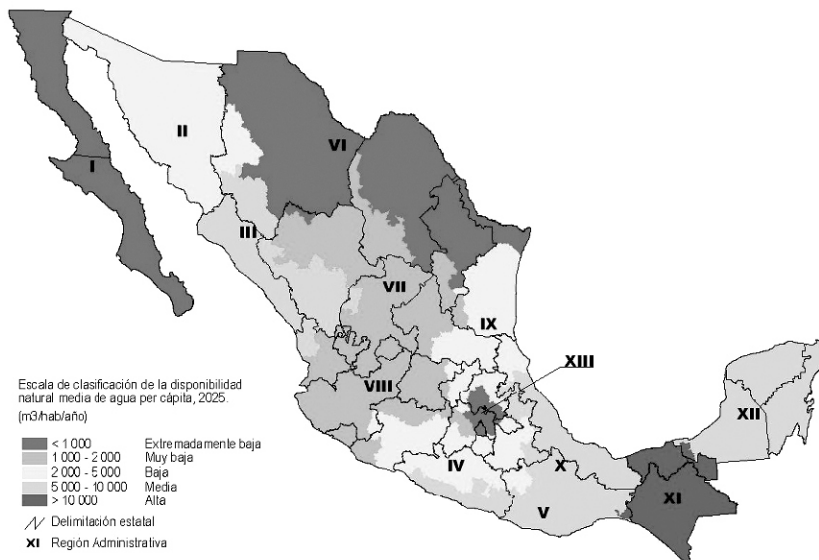 I
II
III
VI
VII
IX
XIII
VIII
IV
X
V
XI
XII
Escala de clasificación de la disponibilidad
natural media de agua per cápita, 2025.
(m3/hab/año)
< 1 000 Extremadamente baja
1 000 - 2 000 Muy baja
2 000 - 5 000 Baja
5 000 - 10 000 Media
> 10 000 Alta
Delimitación estatal
XI Región Administrativa